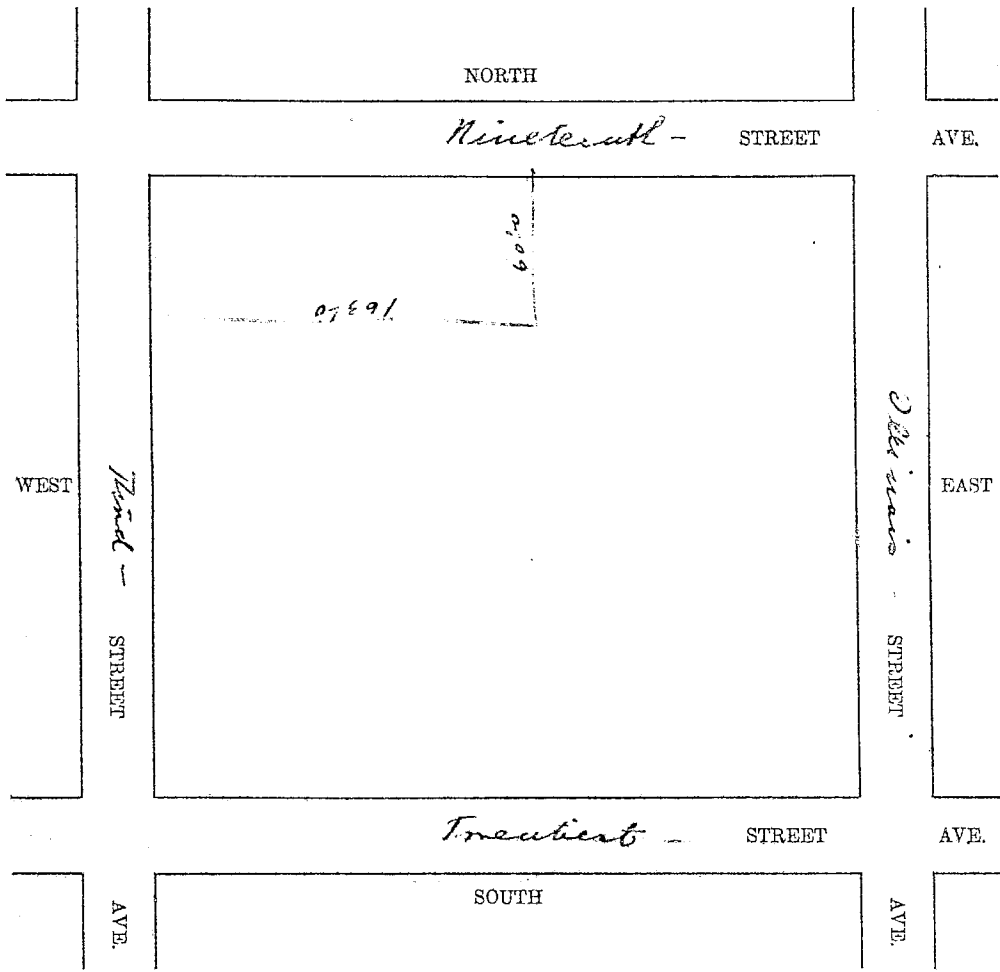 NORTH
Nineteenth - STREET AVE.
60'0
163'0
WEST
Third - STREET
Illinois - STREET
EAST
Twentieth - STREET AVE.
SOUTH
AVE.
AVE.